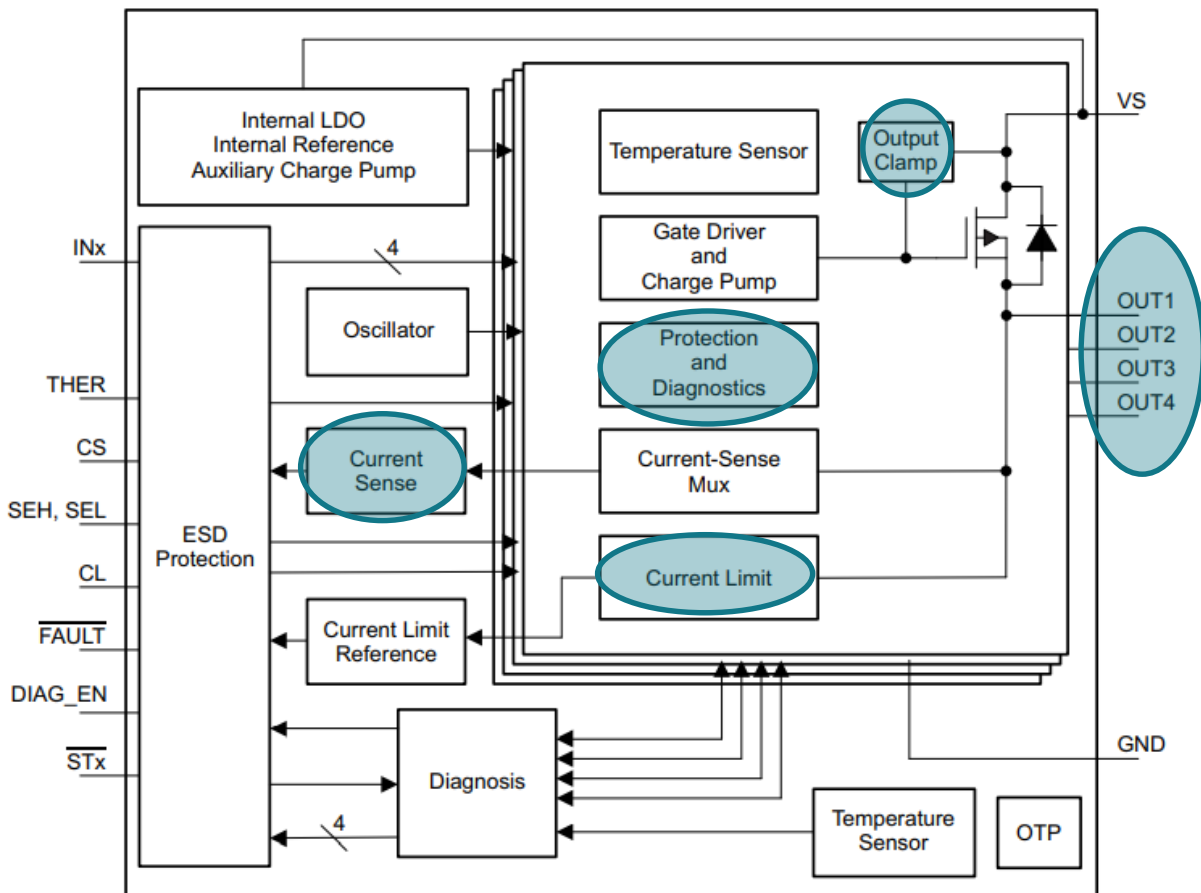 Internal LDO
Internal Reference
Auxiliary Charge Pump
Temperature Sensor
Output
Clamp
VS
INx
4
Gate Driver
and
Charge Pump
Oscillator
Protection
and
Diagnostics
OUT1
OUT2
OUT3
OUT4
THER
CS
SEH, SEL
CL
FAULT
DIAG_EN
STx
ESD
Protection
Current
Sense
Current-Sense
Mux
Current Limit
Current Limit
Reference
Diagnosis
4
GND
Temperature
Sensor
OTP